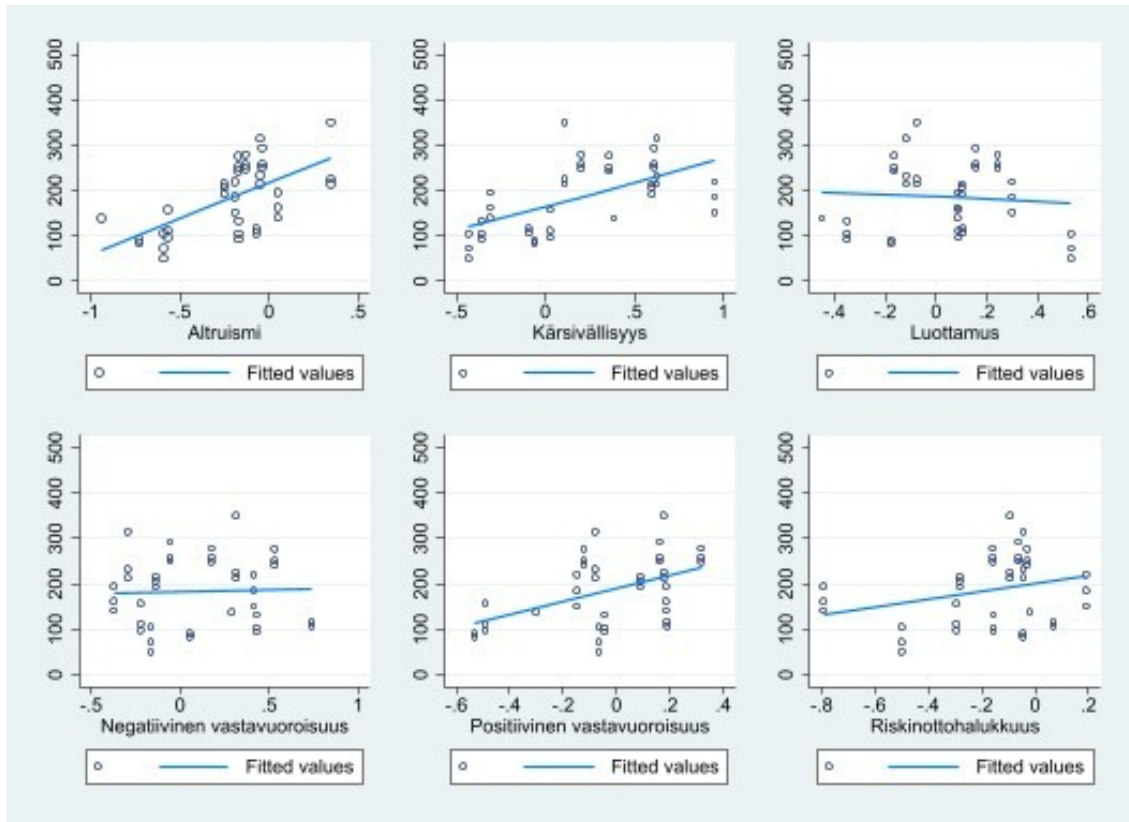 500
400
300
200
100
0
-1 -.5 0 .5
Altruismi
Fitted values
500
400
300
200
100
0
-.5 0 .5 1
Kärsivällisyys
Fitted values
500
400
300
200
100
0
-.4 -.2 0 .2 .4 .6
Luottamus
Fitted values
500
400
300
200
100
0
-.5 0 .5 1
Negatiivinen vastavuoroisuus
Fitted values
500
400
300
200
100
0
-.6 -.4 -.2 0 .2 .4
Positiivinen vastavuoroisuus
Fitted values
500
400
300
200
100
0
-.8 -.6 -.4 -.2 0 .2
Riskinottohalukkuus
Fitted values